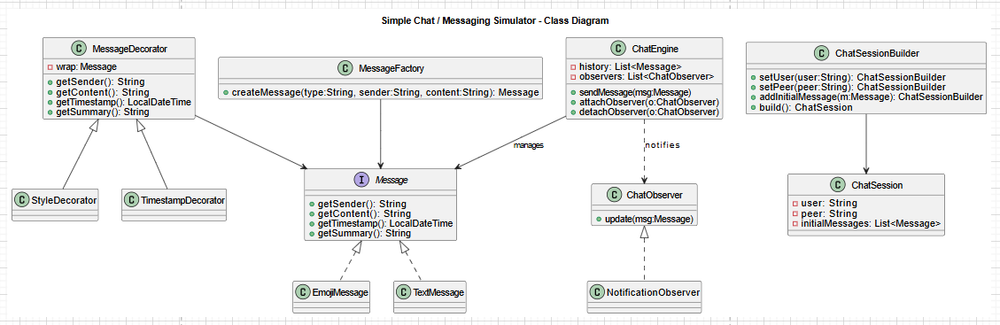 Simple Chat / Messaging Simulator - Class Diagram
C MessageDecorator
wrap: Message
getSender(): String
getContent(): String
getTimestamp(): LocalDateTime
getSummary(): String
C MessageFactory
createMessage(type:String, sender:String, content:String): Message
C ChatEngine
history: List<Message>
observers: List<ChatObserver>
sendMessage(msg:Message)
attachObserver(o:ChatObserver)
detachObserver(o:ChatObserver)
C ChatSessionBuilder
setUser(user:String): ChatSessionBuilder
setPeer(peer:String): ChatSessionBuilder
addInitialMessage(m:Message): ChatSessionBuilder
build(): ChatSession
manages
notifies
C StyleDecorator
C TimestampDecorator
I Message
getSender(): String
getContent(): String
getTimestamp(): LocalDateTime
getSummary(): String
C ChatObserver
update(msg:Message)
C ChatSession
user: String
peer: String
initialMessages: List<Message>
C EmojiMessage
C TextMessage
C NotificationObserver